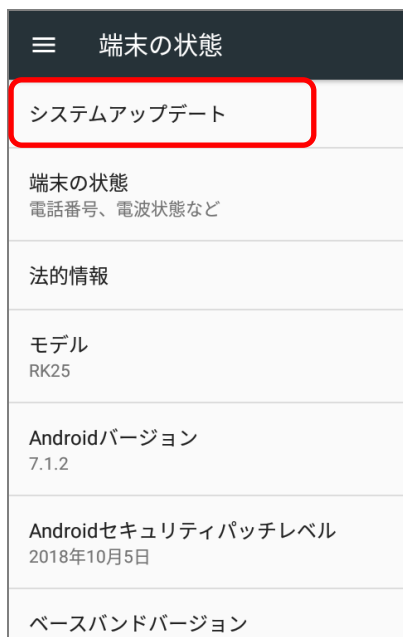 端末の状態
システムアップデート
端末の状態
電話番号、電波状態など
法的情報
モデル
RK25
Androidバージョン
7.1.2
Androidセキュリティパッチレベル
2018年10月5日
ベースバンドバージョン